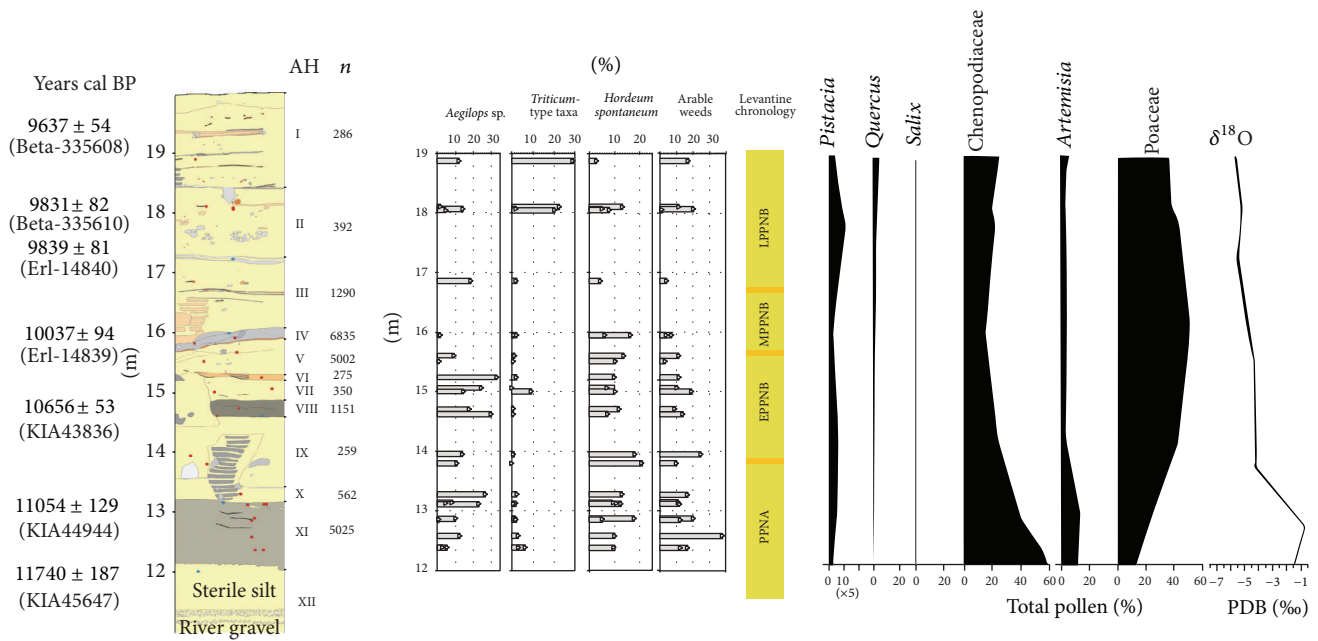 Years cal BP
AH
n
9637 ± 54
(Beta-335608)
9831 ± 82
(Beta-335610)
9839 ± 81
(Erl-14840)
10037 ± 94
(Erl-14839)
10656 ± 53
(KIA43836)
11054 ± 129
(KIA44944)
11740 ± 187
(KIA45647)
(m)
19
18
17
16
15
14
13
12
Sterile silt
River gravel
I 286
II 392
III 1290
IV 6835
V 5002
VI 275
VII 350
VIII 1151
IX 259
X 562
XI 5025
XII
(%)
Aegilops sp.
Triticum-
type taxa
Hordeum
spontaneum
Arable
weeds
Levantine
chronology
10 20 30
10 20 30
20
10 20 30
(m)
19
18
17
16
15
14
13
12
LPPNB
MPPNB
EPPNB
PPNA
Pistacia
Quercus
Salix
Chenopodiaceae
Artemisia
Poaceae
δ18O
0 10
(×5)
0
20 0
20 0 20 40 60
0
20 0 20 40 60
−7 −5 −3 −1
Total pollen (%)
PDB (‰)